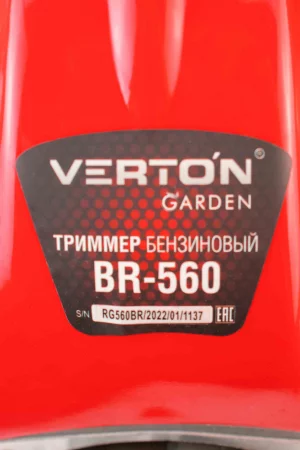 VERTON®
GARDEN
ТРИММЕР БЕНЗИНОВЫЙ
BR-560
S/N RG560BR/2022/01/1137 EAC